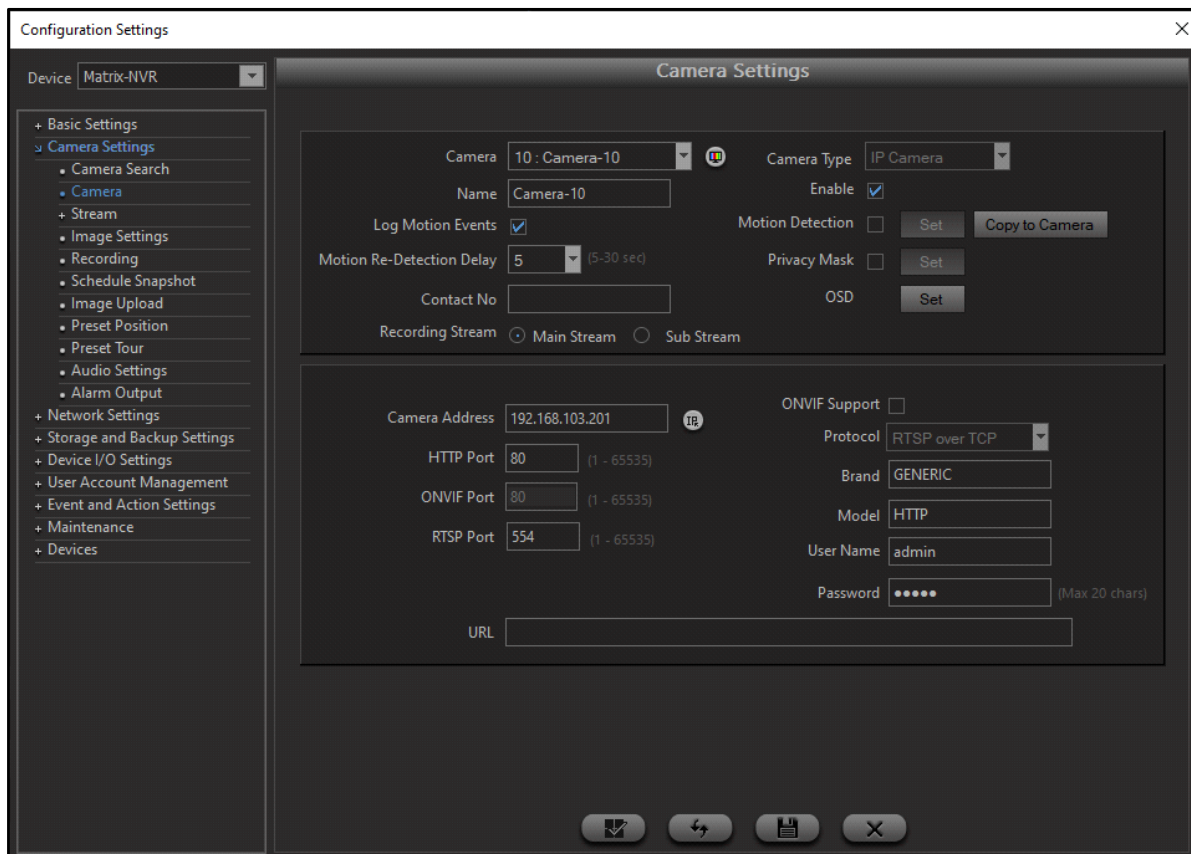 Configuration Settings
Device Matrix-NVR
+ Basic Settings
Camera Settings
• Camera Search
• Camera
+ Stream
• Image Settings
• Recording
• Schedule Snapshot
• Image Upload
• Preset Position
• Preset Tour
• Audio Settings
• Alarm Output
+ Network Settings
+ Storage and Backup Settings
+ Device I/O Settings
+ User Account Management
+ Event and Action Settings
+ Maintenance
+ Devices
Camera Settings
Camera 10 : Camera-10 Camera Type IP Camera
Name Camera-10 Enable
Log Motion Events Motion Detection Set Copy to Camera
Motion Re-Detection Delay 5 (5-30 sec) Privacy Mask Set
Contact No OSD Set
Recording Stream Main Stream Sub Stream
Camera Address 192.168.103.201 IP ONVIF Support
Protocol RTSP over TCP
HTTP Port 80 (1 - 65535) Brand GENERIC
ONVIF Port 80 (1 - 65535) Model HTTP
RTSP Port 554 (1 - 65535) User Name admin
Password ●●●●● (Max 20 chars)
URL